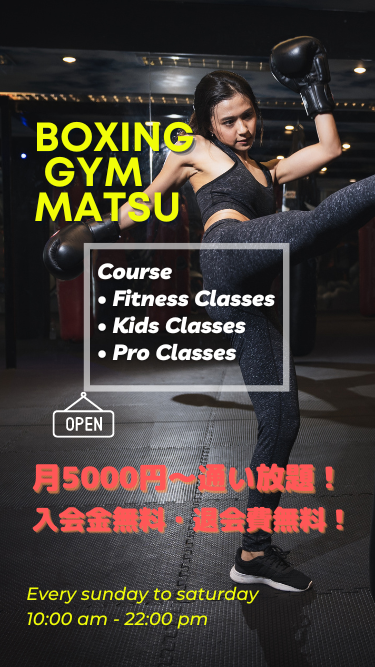 BOXING
GYM
MATSU
Course
• Fitness Classes
• Kids Classes
• Pro Classes
OPEN
月5000円〜通い放題！
入会金無料・退会費無料！
Every sunday to saturday
10:00 am - 22:00 pm